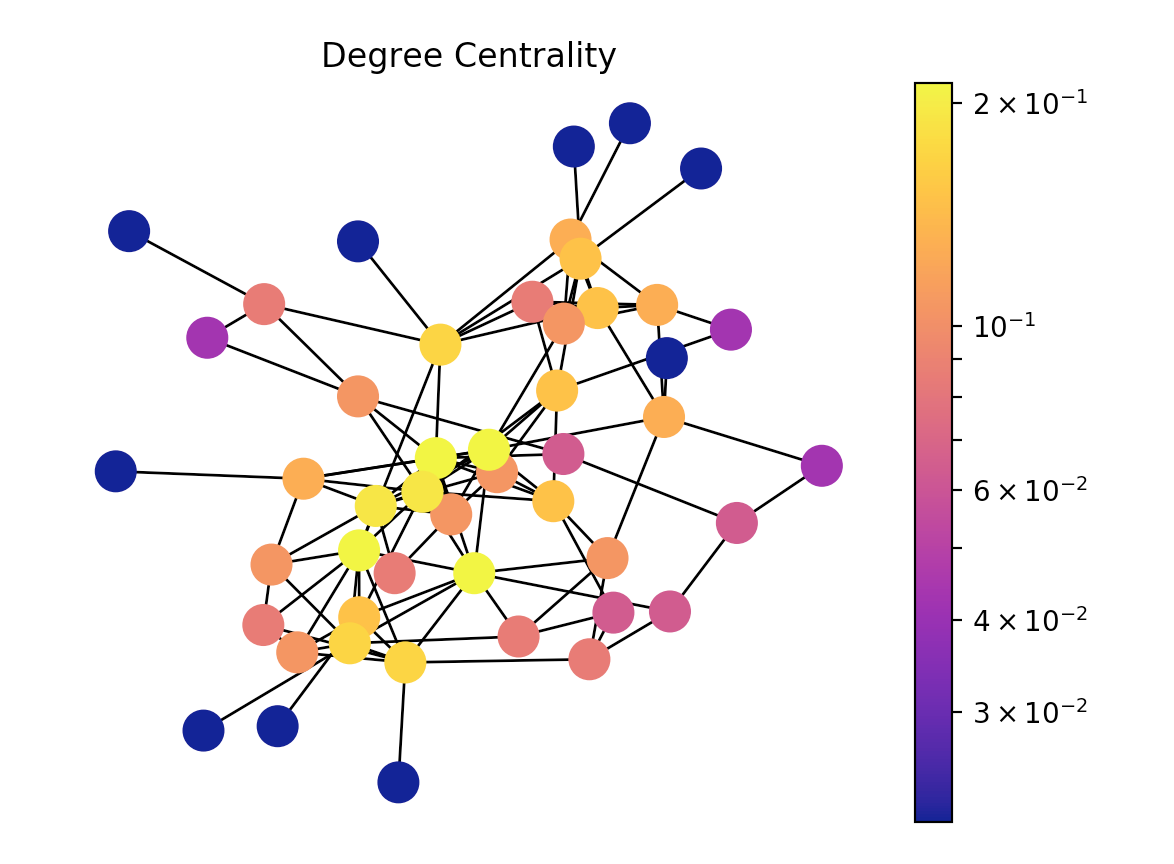 Degree Centrality
2 × 10⁻¹
10⁻¹
6 × 10⁻²
4 × 10⁻²
3 × 10⁻²